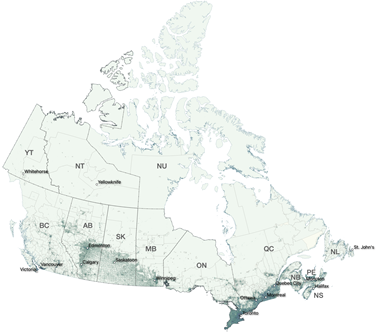 YT
Whitehorse
NT
Yellowknife
NU
BC
AB
Edmonton
SK
MB
Vancouver
Victoria
Calgary
Saskatoon
Winnipeg
ON
QC
NL
St. John's
PE
NB
Quebec City
Halifax
NS
Ottawa
Montreal
Toronto